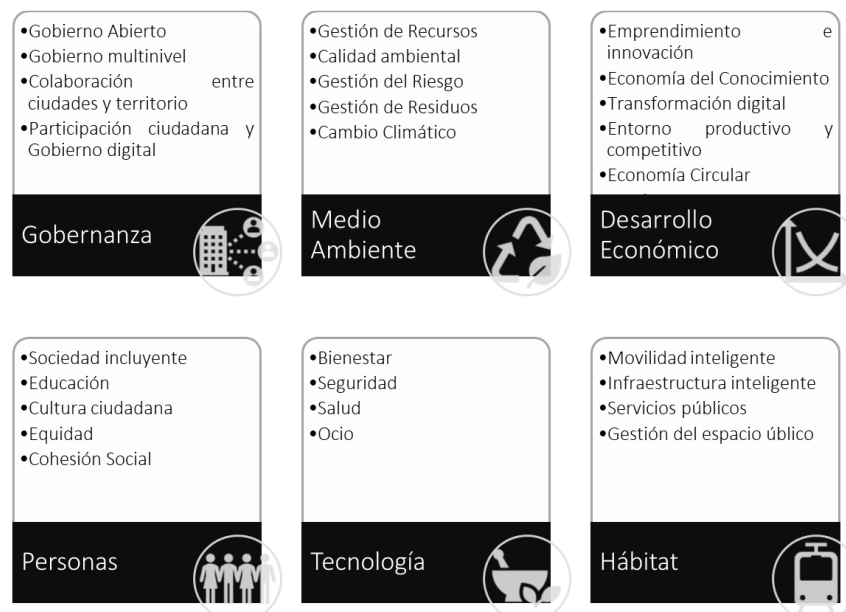 •Gobierno Abierto
•Gobierno multinivel
•Colaboración entre
ciudades y territorio
•Participación ciudadana y
Gobierno digital
Gobernanza
•Gestión de Recursos
•Calidad ambiental
•Gestión del Riesgo
•Gestión de Residuos
•Cambio Climático
Medio
Ambiente
•Emprendimiento e
innovación
•Economía del Conocimiento
•Transformación digital
•Entorno productivo y
competitivo
•Economía Circular
Desarrollo
Económico
•Sociedad incluyente
•Educación
•Cultura ciudadana
•Equidad
•Cohesión Social
Personas
•Bienestar
•Seguridad
•Salud
•Ocio
Tecnología
•Movilidad inteligente
•Infraestructura inteligente
•Servicios públicos
•Gestión del espacio úblico
Hábitat